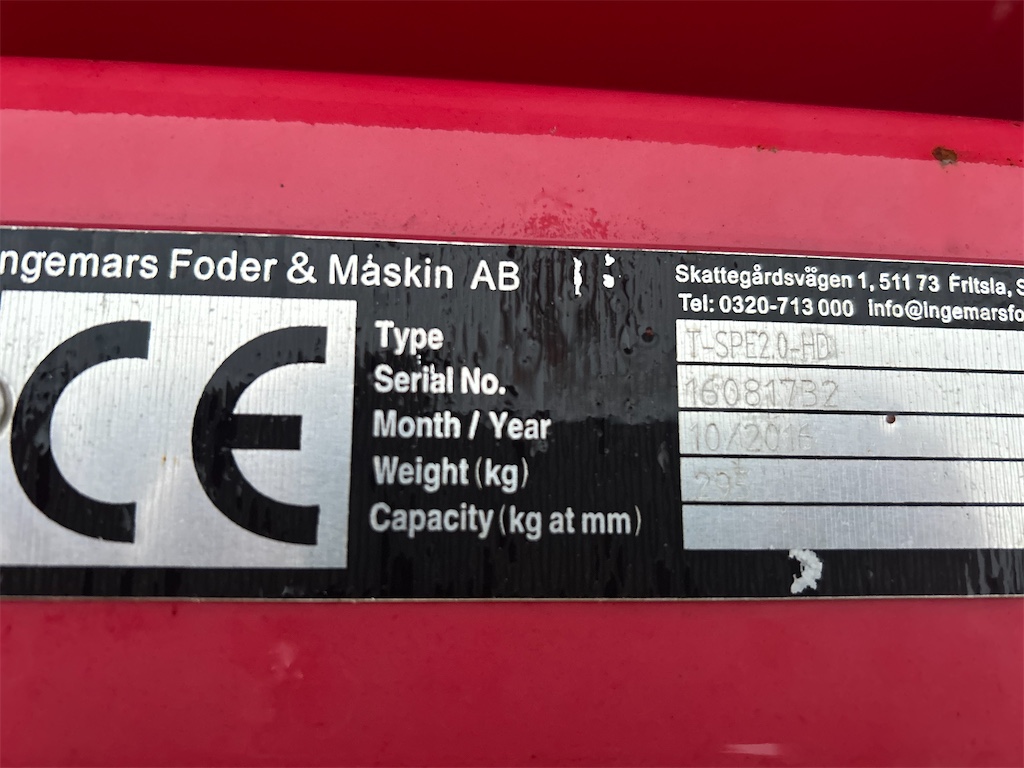 ngemars Foder & Maskin AB
Skattegårdsvägen 1, 511 73 Fritsla, S
Tel: 0320-713 000 info@ingemarsfo
CE
Type T-SPE2.0-HD
Serial No. 16081732
Month / Year 10/2016
Weight (kg) 295
Capacity (kg at mm)